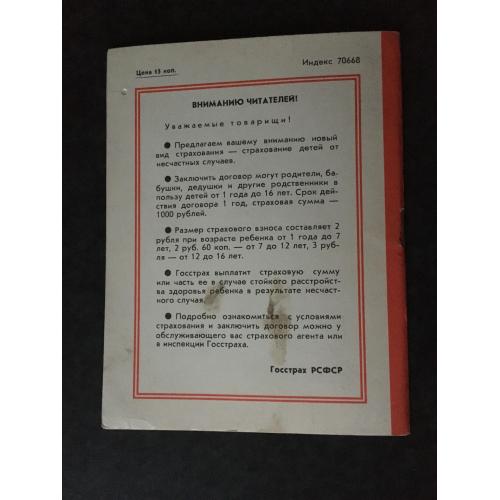 Индекс 70668
Цена 15 коп.
ВНИМАНИЮ ЧИТАТЕЛЕЙ!
Уважаемые товарищи!
● Предлагаем вашему вниманию новый
вид страхования — страхование детей от
несчастных случаев.
● Заключить договор могут родители, ба-
бушки, дедушки и другие родственники в
пользу детей от 1 года до 16 лет. Срок дей-
ствия договора 1 год, страховая сумма —
1000 рублей.
● Размер страхового взноса составляет 2
рубля при возрасте ребенка от 1 года до 7
лет, 2 руб. 60 коп. — от 7 до 12 лет, 3 руб-
ля — от 12 до 16 лет.
● Госстрах выплатит страховую сумму
или часть ее в случае стойкого расстройст-
ва здоровья ребенка в результате несчаст-
ного случая.
● Подробно ознакомиться с условиями
страхования и заключить договор можно у
обслуживающего вас страхового агента или
в инспекции Госстраха.
Госстрах РСФСР